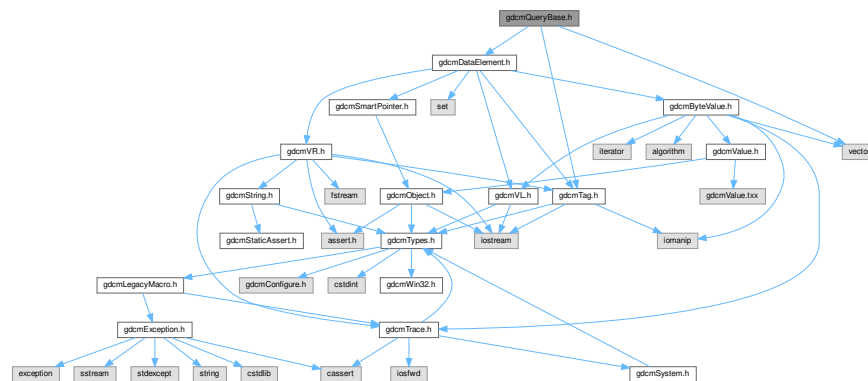 gdcmQueryBase.h
gdcmDataElement.h
gdcmSmartPointer.h
set
gdcmByteValue.h
gdcmVR.h
iterator
algorithm
gdcmValue.h
vector
gdcmString.h
fstream
gdcmObject.h
gdcmVL.h
gdcmTag.h
gdcmValue.txx
gdcmStaticAssert.h
assert.h
gdcmTypes.h
iostream
iomanip
gdcmLegacyMacro.h
gdcmConfigure.h
cstdint
gdcmWin32.h
gdcmException.h
gdcmTrace.h
exception
sstream
stdexcept
string
cstdlib
cassert
iosfwd
gdcmSystem.h